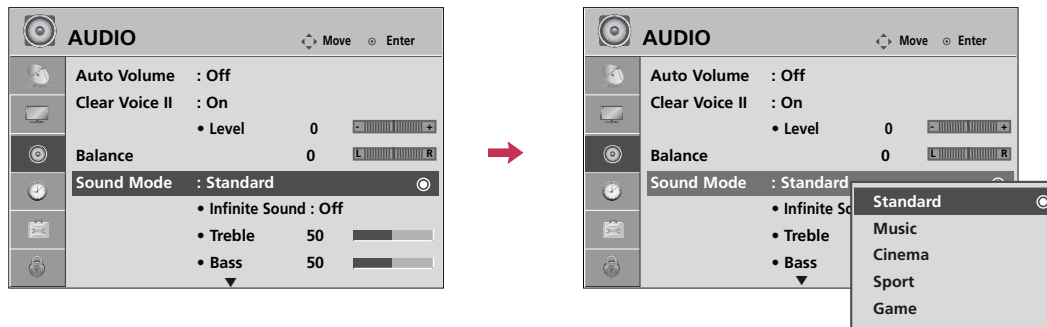 AUDIO Move Enter
Auto Volume : Off
Clear Voice II : On
• Level 0 - +
Balance 0 L R
Sound Mode : Standard
• Infinite Sound : Off
• Treble 50
• Bass 50
AUDIO Move Enter
Auto Volume : Off
Clear Voice II : On
• Level 0 - +
Balance 0 L R
Sound Mode : Standard
• Infinite So
• Treble
• Bass
Standard
Music
Cinema
Sport
Game